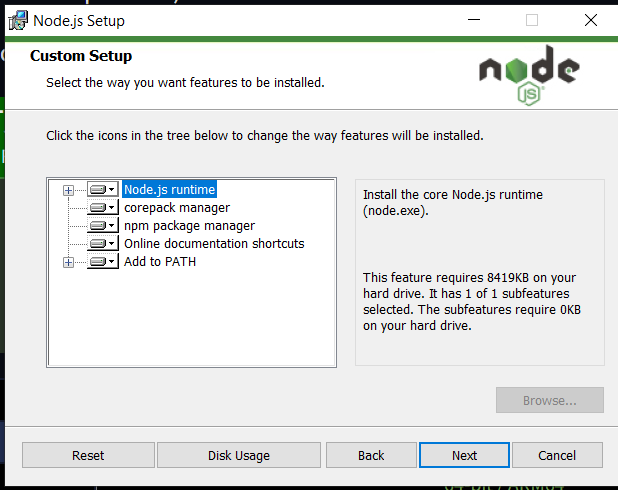 Node.js Setup
Custom Setup
Select the way you want features to be installed.
node
JS
Click the icons in the tree below to change the way features will be installed.
Node.js runtime
corepack manager
npm package manager
Online documentation shortcuts
Add to PATH
Install the core Node.js runtime
(node.exe).
This feature requires 8419KB on your
hard drive. It has 1 of 1 subfeatures
selected. The subfeatures require 0KB
on your hard drive.
Browse...
Reset
Disk Usage
Back
Next
Cancel